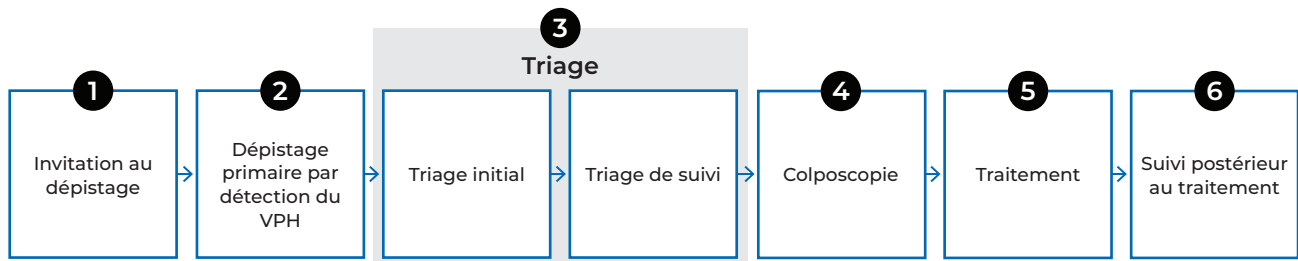 3
Triage
1
2
4
5
6
Invitation au
dépistage
Dépistage
primaire par
détection du
VPH
Triage initial
Triage de suivi
Colposcopie
Traitement
Suivi postérieur
au traitement